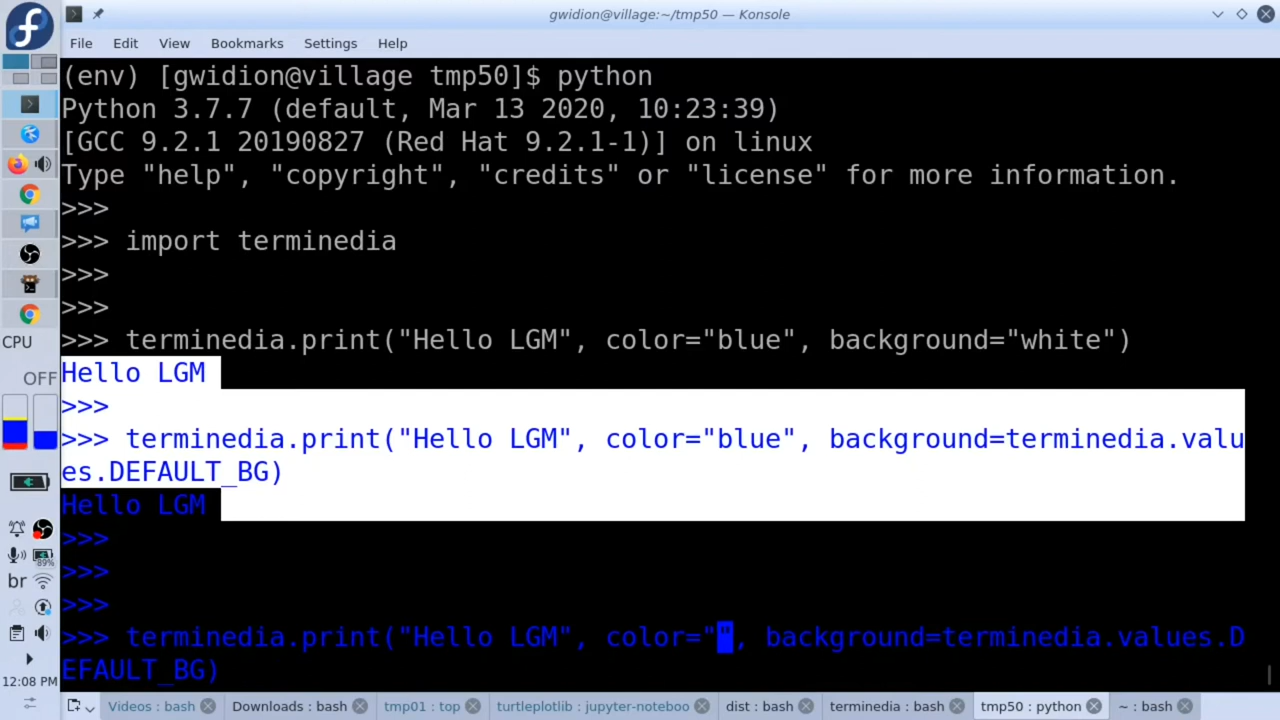 gwidion@village:~/tmp50 — Konsole
File Edit View Bookmarks Settings Help
(env) [gwidion@village tmp50]$ python
Python 3.7.7 (default, Mar 13 2020, 10:23:39)
[GCC 9.2.1 20190827 (Red Hat 9.2.1-1)] on linux
Type "help", "copyright", "credits" or "license" for more information.
>>>
>>> import terminedia
>>>
>>>
>>> terminedia.print("Hello LGM", color="blue", background="white")
Hello LGM
>>>
>>> terminedia.print("Hello LGM", color="blue", background=terminedia.valu
es.DEFAULT_BG)
Hello LGM
>>>
>>>
>>>
>>> terminedia.print("Hello LGM", color="", background=terminedia.values.D
EFAULT_BG)
CPU
OFF
89%
br
12:08 PM
Videos : bash Downloads : bash tmp01 : top turtleplotlib : jupyter-noteboo dist : bash terminedia : bash tmp50 : python ~ : bash